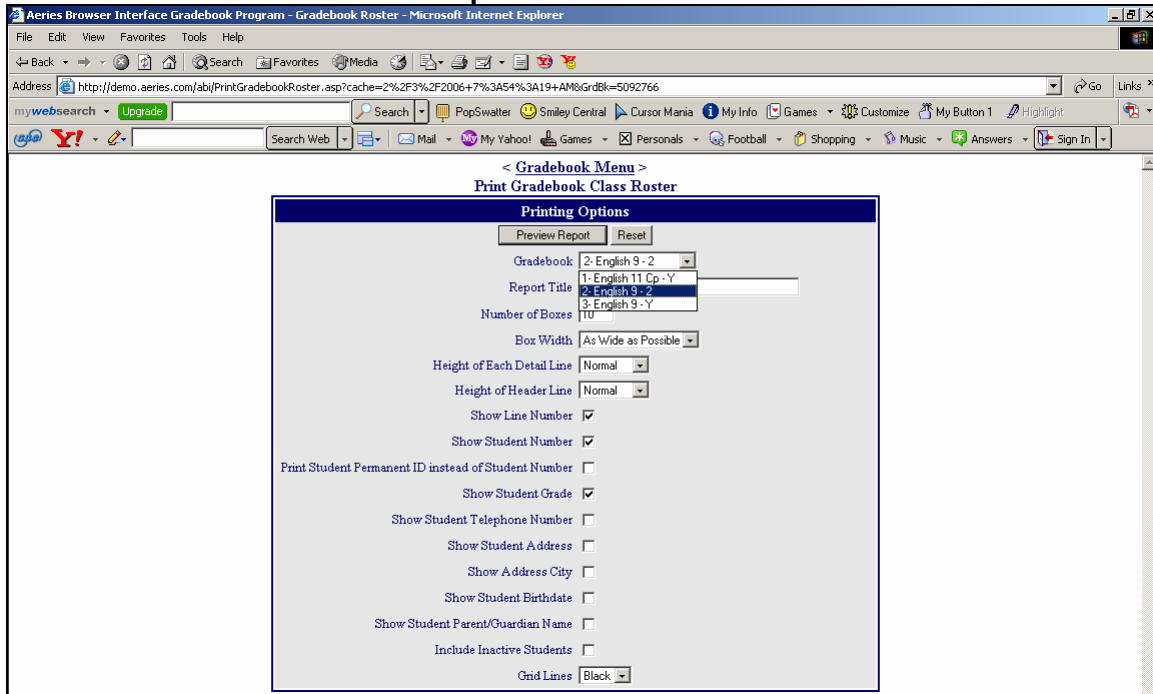 Aeries Browser Interface Gradebook Program - Gradebook Roster - Microsoft Internet Explorer
File Edit View Favorites Tools Help
Back Search Favorites Media
Address http://demo.aeries.com/abi/PrintGradebookRoster.asp?cache=2%2F3%2F2006+7%3A54%3A19+AM&GrdBk=5092766 Go Links »
mywebsearch Upgrade Search PopSwatter Smiley Central Cursor Mania My Info Games Customize My Button 1 Highlight
Y! Search Web Mail My Yahoo! Games Personals Football Shopping Music Answers Sign In
< Gradebook Menu >
Print Gradebook Class Roster
Printing Options
Preview Report Reset
Gradebook 2- English 9 - 2
1- English 11 Cp - Y
Report Title
2- English 9 - 2
3- English 9 - Y
Number of Boxes 10
Box Width As Wide as Possible
Height of Each Detail Line Normal
Height of Header Line Normal
Show Line Number
Show Student Number
Print Student Permanent ID instead of Student Number
Show Student Grade
Show Student Telephone Number
Show Student Address
Show Address City
Show Student Birthdate
Show Student Parent/Guardian Name
Include Inactive Students
Grid Lines Black